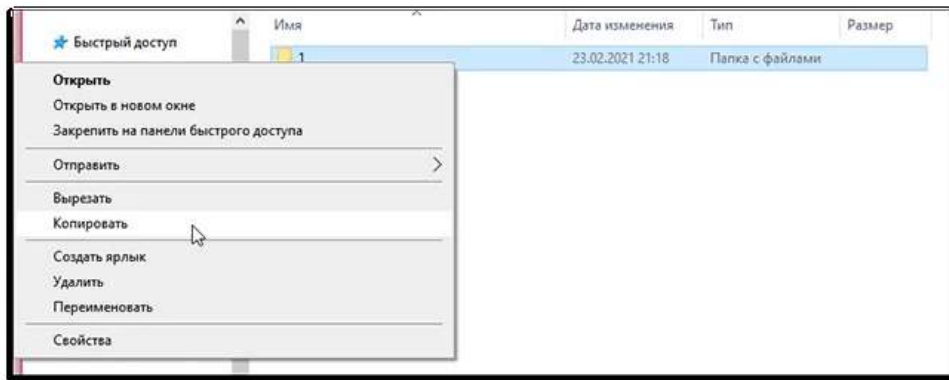 Имя Дата изменения Тип Размер
Быстрый доступ
1 23.02.2021 21:18 Папка с файлами
Открыть
Открыть в новом окне
Закрепить на панели быстрого доступа
Отправить
Вырезать
Копировать
Создать ярлык
Удалить
Переименовать
Свойства